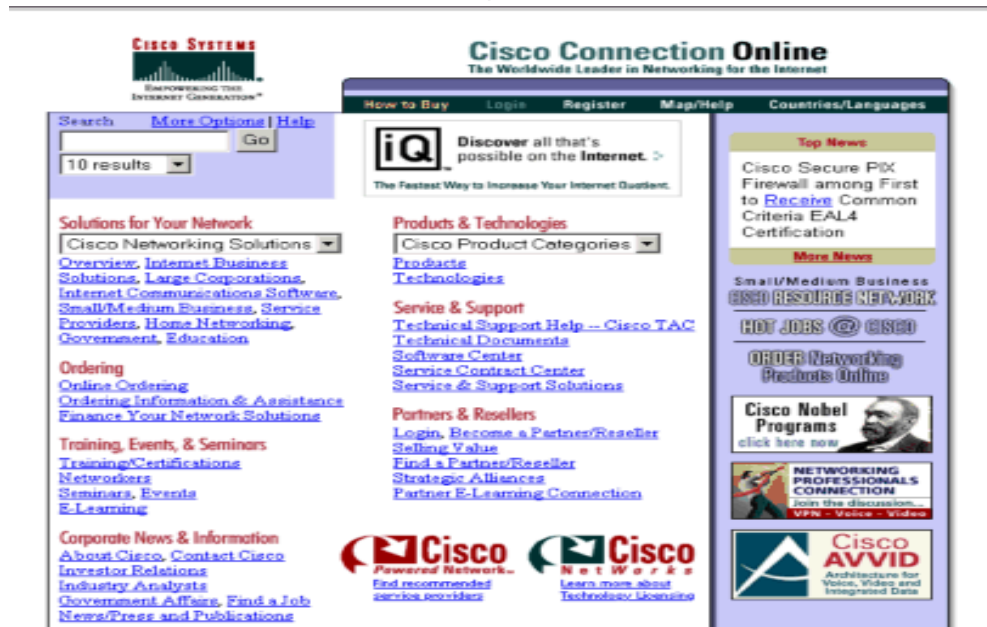 CISCO SYSTEMS
EMPOWERING THE
INTERNET GENERATION™
Cisco Connection Online
The Worldwide Leader in Networking for the Internet
How to Buy Login Register Map/Help Countries/Languages
Search More Options | Help
Go
10 results
iQ
Discover all that's
possible on the Internet. >
The Fastest Way to Increase Your Internet Quotient.
Solutions for Your Network
Cisco Networking Solutions
Overview, Internet Business
Solutions, Large Corporations,
Internet Communications Software,
Small/Medium Business, Service
Providers, Home Networking,
Government, Education
Ordering
Online Ordering
Ordering Information & Assistance
Finance Your Network Solutions
Training, Events, & Seminars
Training/Certifications
Networkers
Seminars, Events
E-Learning
Corporate News & Information
About Cisco, Contact Cisco
Investor Relations
Industry Analysts
Government Affairs, Find a Job
News/Press and Publications
Products & Technologies
Cisco Product Categories
Products
Technologies
Service & Support
Technical Support Help -- Cisco TAC
Technical Documents
Software Center
Service Contract Center
Service & Support Solutions
Partners & Resellers
Login, Become a Partner/Reseller
Selling Value
Find a Partner/Reseller
Strategic Alliances
Partner E-Learning Connection
Cisco
Powered Network™
Find recommended
service providers
Cisco
NetWorks
Learn more about
Technology Licensing
Top News
Cisco Secure PIX
Firewall among First
to Receive Common
Criteria EAL4
Certification
More News
Small/Medium Business
CISCO RESOURCE NETWORK
HOT JOBS @ CISCO
ORDER Networking
Products Online
Cisco Nobel
Programs
click here now
NETWORKING
PROFESSIONALS
CONNECTION
Join the discussion...
VPN - Voice - Video
Cisco
AVVID
Architecture for
Voice, Video and
Integrated Data